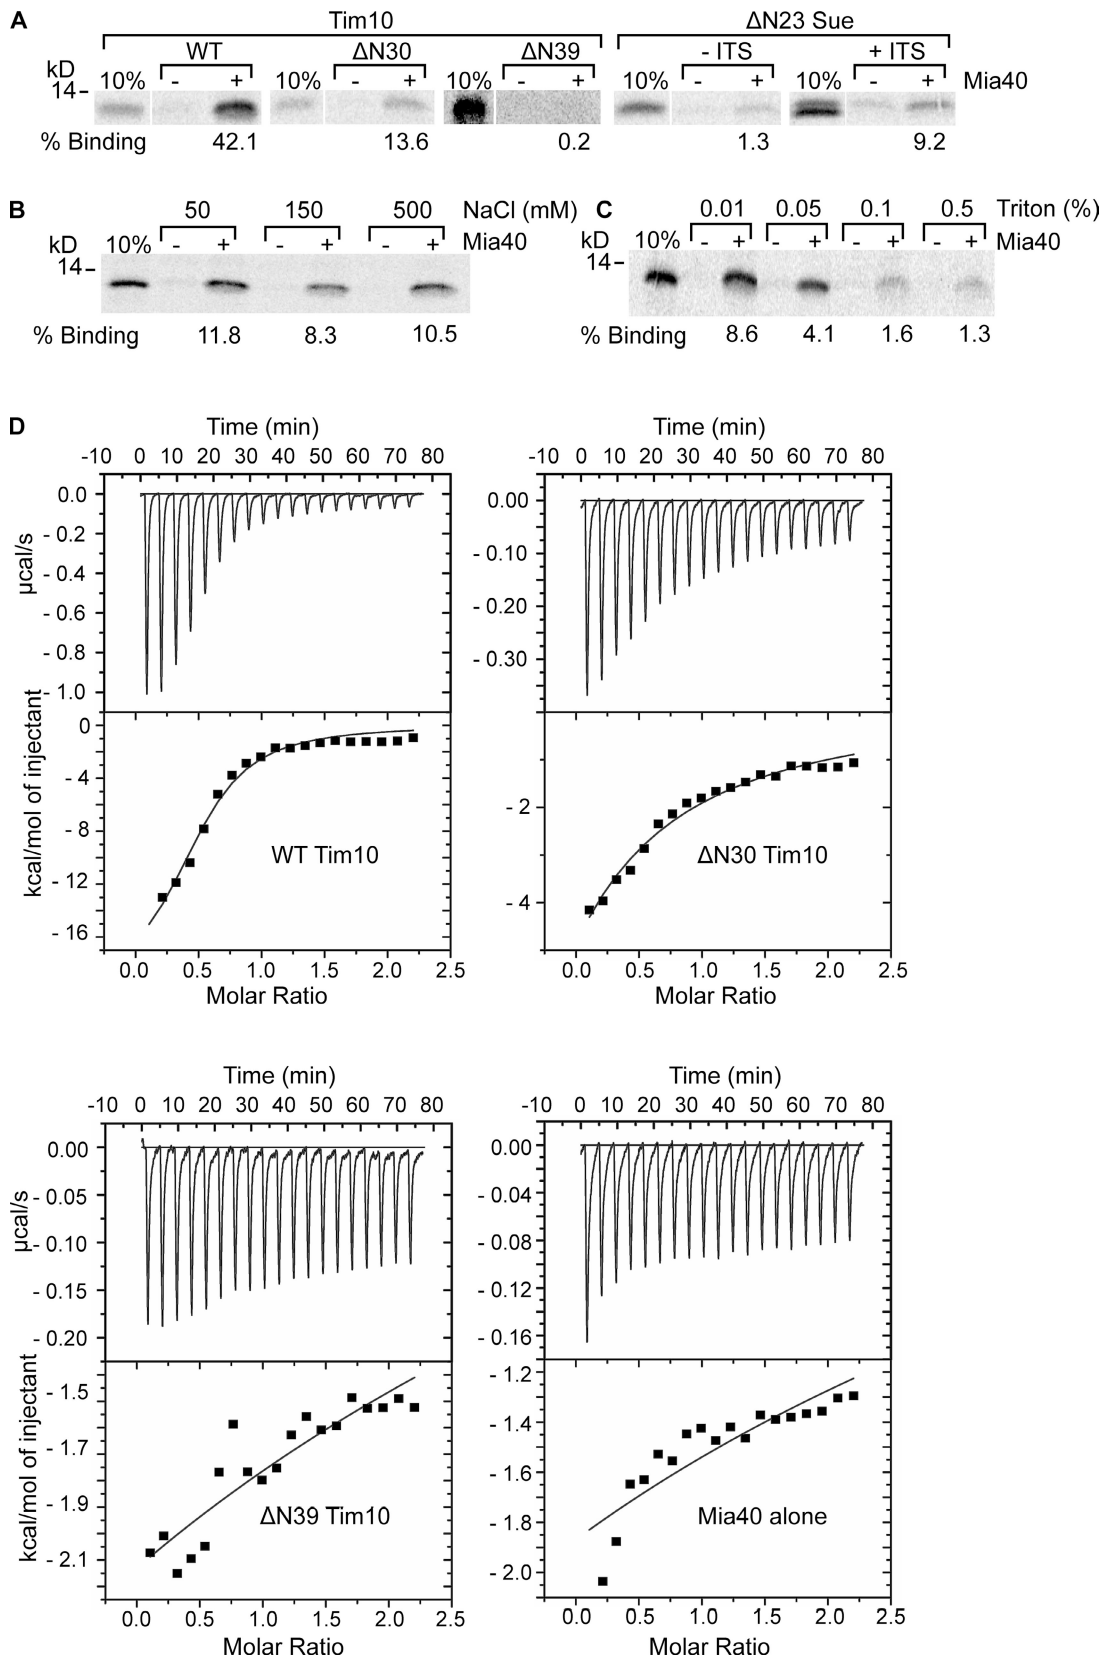 A
Tim10
ΔN23 Sue
WT
ΔN30
ΔN39
- ITS
+ ITS
kD
10% - + 10% - + 10% - + 10% - + 10% - + Mia40
14
% Binding 42.1 13.6 0.2 1.3 9.2
B
50 150 500 NaCl (mM)
kD 10% - + - + - + Mia40
14
% Binding 11.8 8.3 10.5
C
0.01 0.05 0.1 0.5 Triton (%)
kD 10% - + - + - + - + Mia40
14
% Binding 8.6 4.1 1.6 1.3
D
Time (min)
-10 0 10 20 30 40 50 60 70 80
0.0
- 0.2
- 0.4
- 0.6
- 0.8
- 1.0
µcal/s
0
- 4
- 8
- 12
- 16
kcal/mol of injectant
WT Tim10
0.0 0.5 1.0 1.5 2.0 2.5
Molar Ratio
Time (min)
-10 0 10 20 30 40 50 60 70 80
0.00
- 0.10
- 0.20
- 0.30
- 2
- 4
ΔN30 Tim10
0.0 0.5 1.0 1.5 2.0 2.5
Molar Ratio
Time (min)
-10 0 10 20 30 40 50 60 70 80
0.00
- 0.05
- 0.10
- 0.15
- 0.20
µcal/s
- 1.5
- 1.7
- 1.9
- 2.1
kcal/mol of injectant
ΔN39 Tim10
0.0 0.5 1.0 1.5 2.0 2.5
Molar Ratio
Time (min)
-10 0 10 20 30 40 50 60 70 80
0.00
- 0.04
- 0.08
- 0.12
- 0.16
- 1.2
- 1.4
- 1.6
- 1.8
- 2.0
Mia40 alone
0.0 0.5 1.0 1.5 2.0 2.5
Molar Ratio